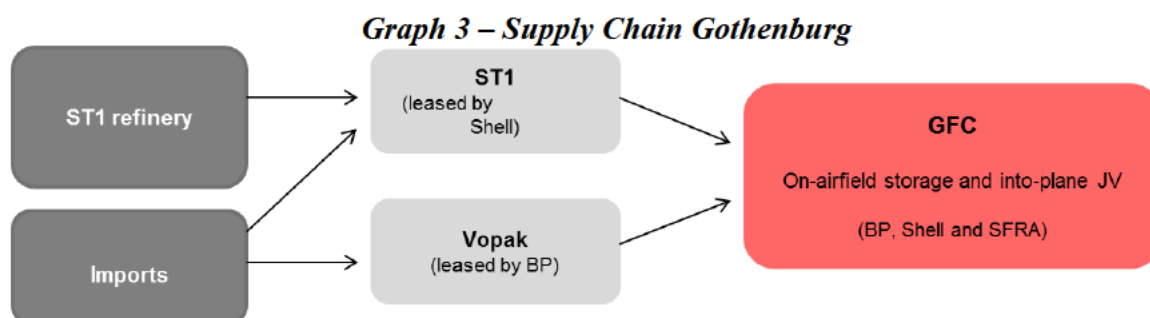 Graph 3 – Supply Chain Gothenburg
ST1 refinery
Imports
ST1
(leased by
Shell)
Vopak
(leased by BP)
GFC
On-airfield storage and into-plane JV
(BP, Shell and SFRA)